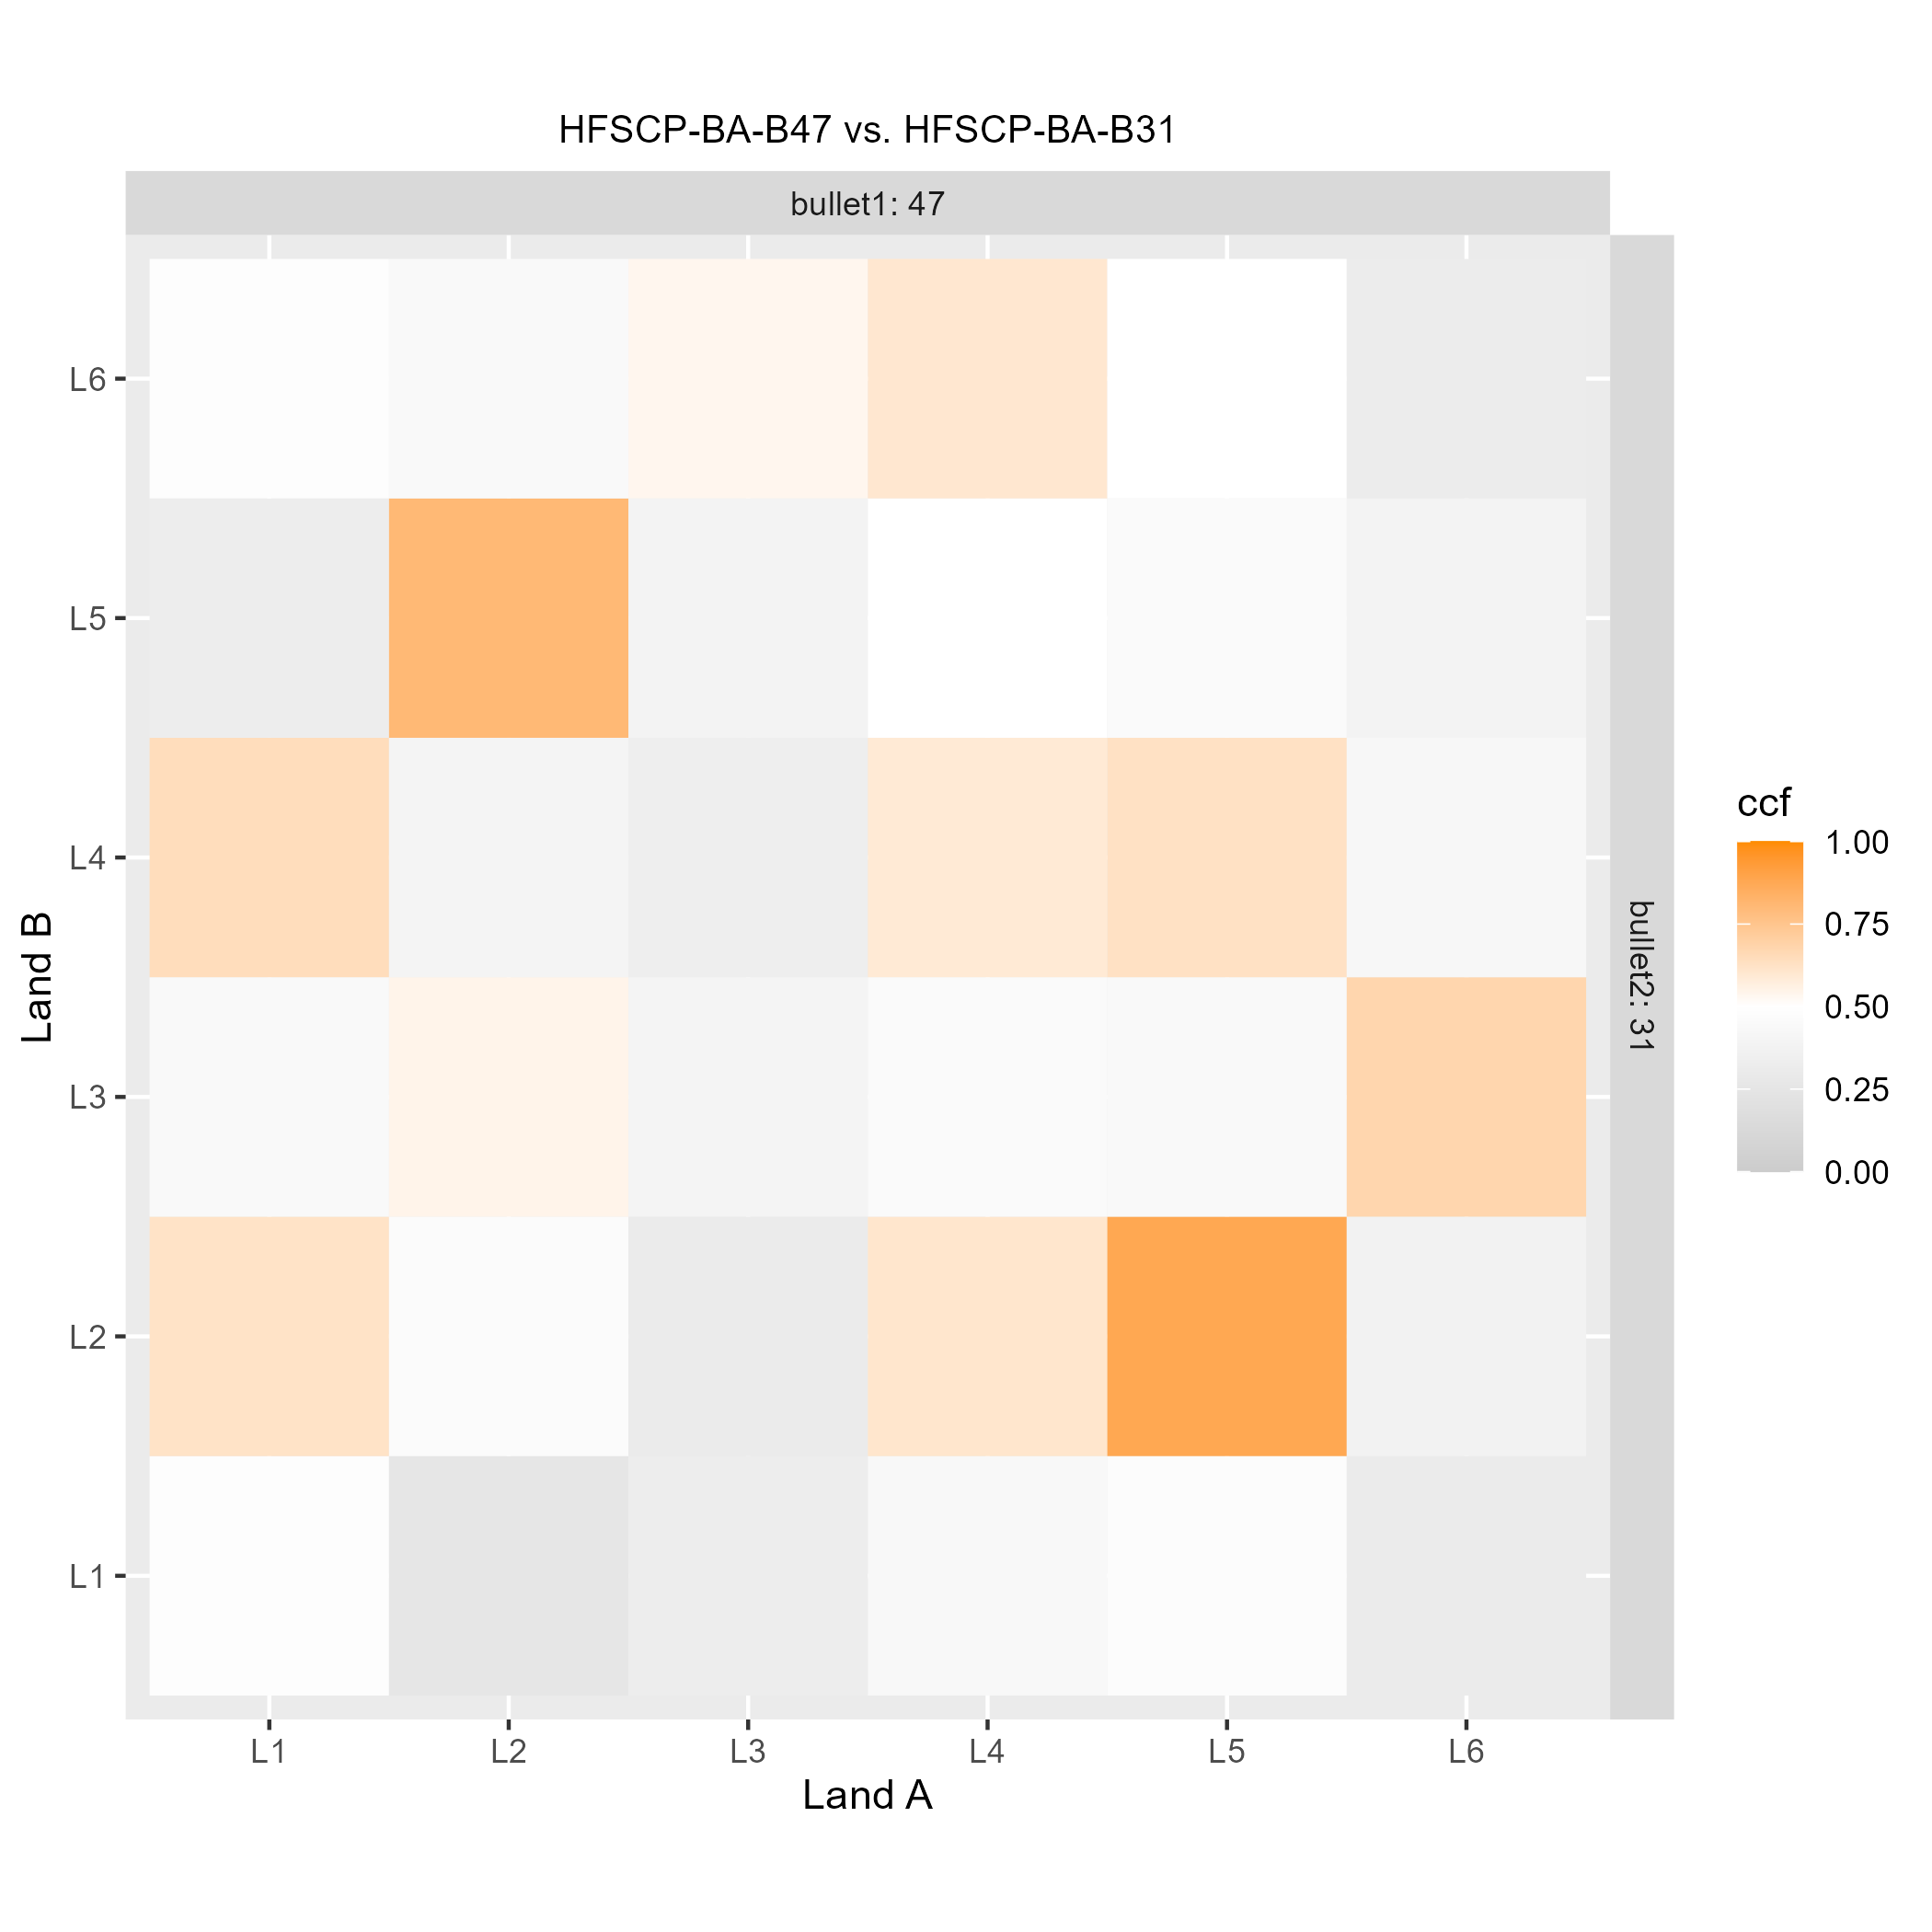 HFSCP-BA-B47 vs. HFSCP-BA-B31
bullet1: 47
L6
L5
L4
L3
L2
L1
Land B
bullet2: 31
L1 L2 L3 L4 L5 L6
Land A
ccf
1.00
0.75
0.50
0.25
0.00